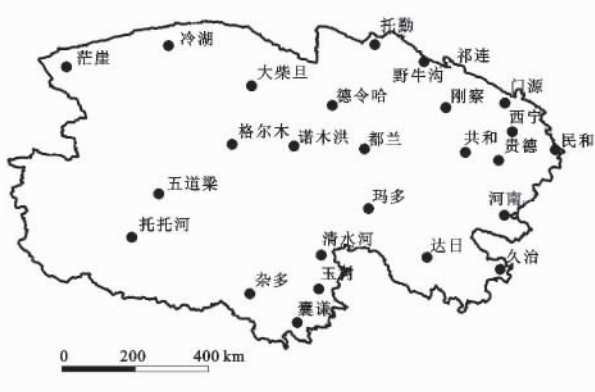 托勒
冷湖
茫崖
祁连
野牛沟
大柴旦
门源
德令哈
刚察
西宁
格尔木
诺木洪
都兰
共和
贵德
民和
五道梁
玛多
河南
托托河
清水河
达日
久治
杂多
玉树
囊谦
0 200 400 km